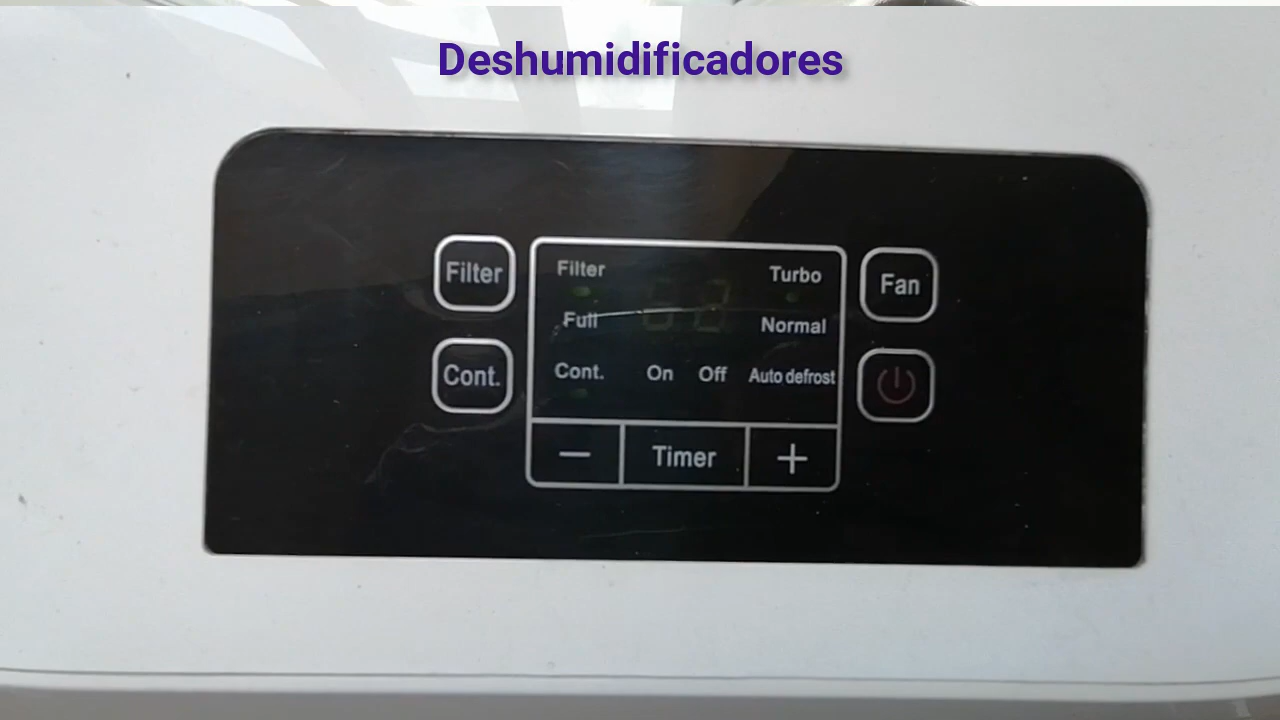 Deshumidificadores
Filter
Cont.
Filter
Turbo
Full
Normal
Cont.
On
Off
Auto defrost
−
Timer
+
Fan